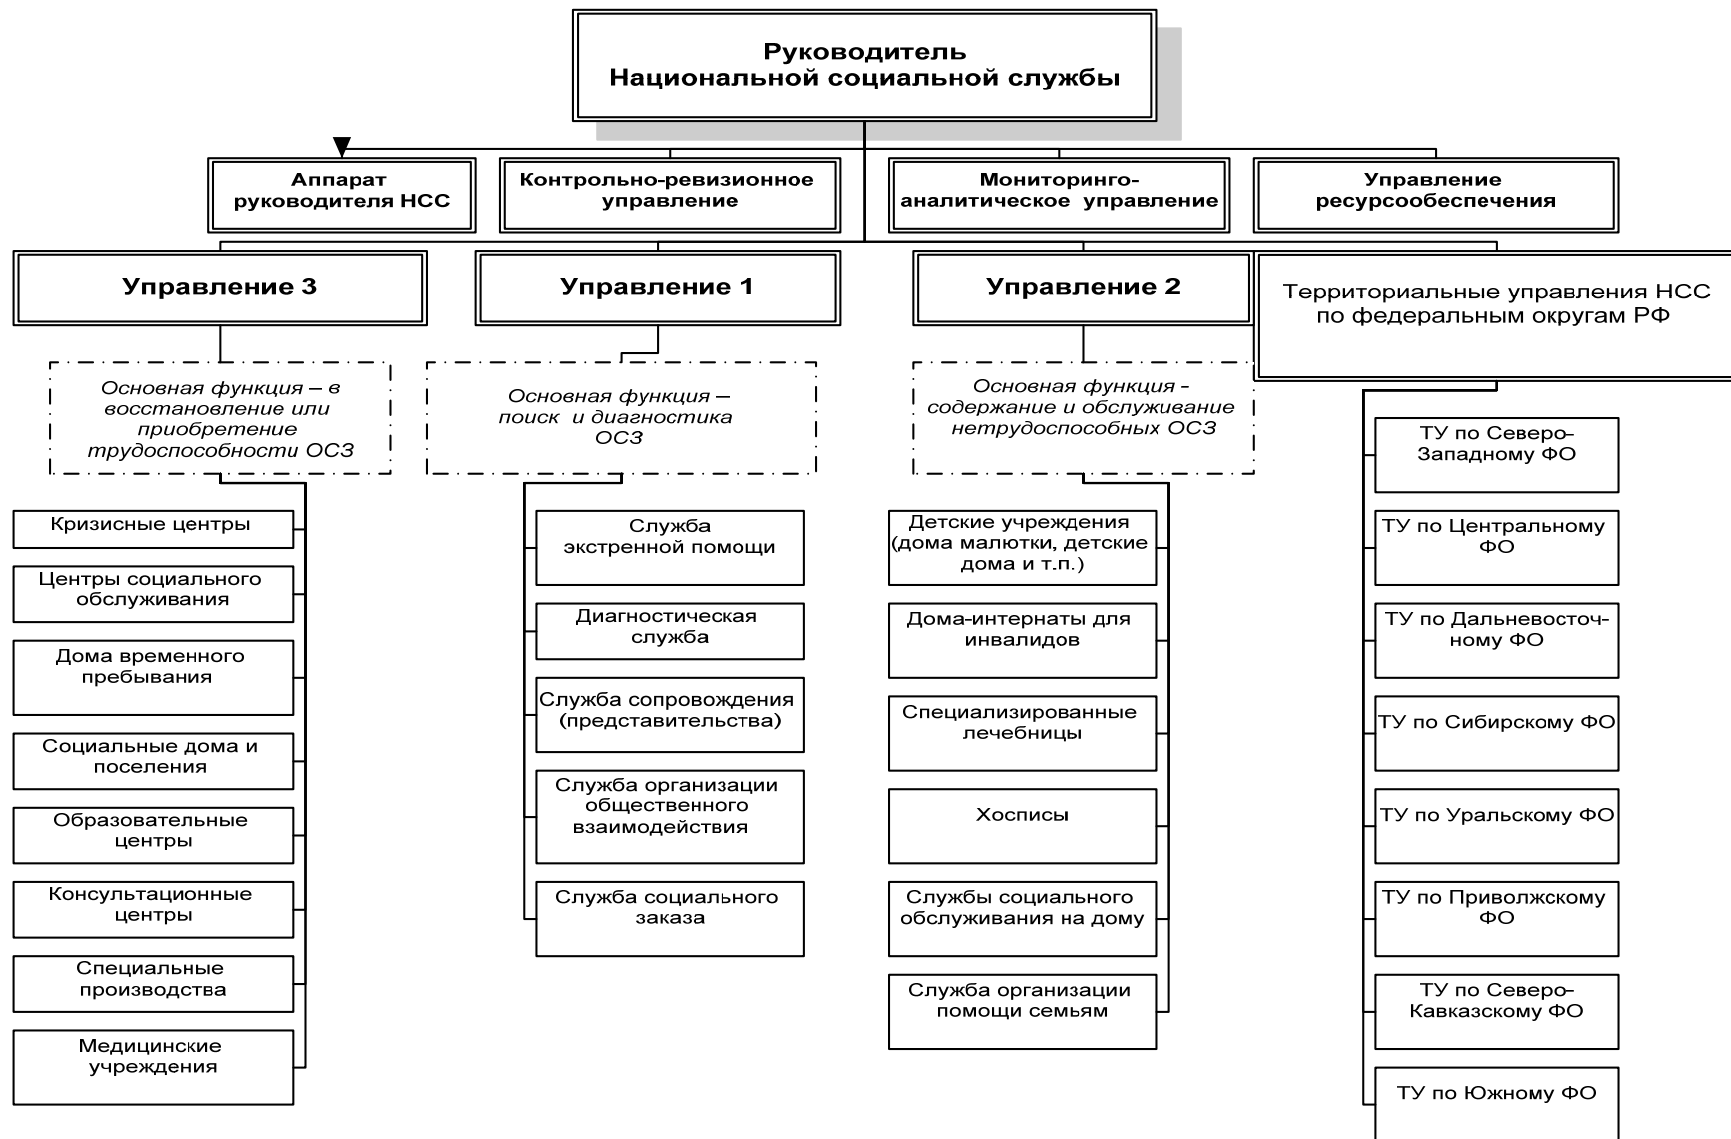 Руководитель
Национальной социальной службы
Аппарат
руководителя НСС
Контрольно-ревизионное
управление
Мониторинго-
аналитическое управление
Управление
ресурсообеспечения
Управление 3
Управление 1
Управление 2
Территориальные управления НСС
по федеральным округам РФ
Основная функция – в
восстановление или
приобретение
трудоспособности ОСЗ
Основная функция –
поиск и диагностика
ОСЗ
Основная функция -
содержание и обслуживание
нетрудоспособных ОСЗ
Кризисные центры
Центры социального
обслуживания
Дома временного
пребывания
Социальные дома и
поселения
Образовательные
центры
Консультационные
центры
Специальные
производства
Медицинские
учреждения
Служба
экстренной помощи
Диагностическая
служба
Служба сопровождения
(представительства)
Служба организации
общественного
взаимодействия
Служба социального
заказа
Детские учреждения
(дома малютки, детские
дома и т.п.)
Дома-интернаты для
инвалидов
Специализированные
лечебницы
Хосписы
Службы социального
обслуживания на дому
Служба организации
помощи семьям
ТУ по Северо-
Западному ФО
ТУ по Центральному
ФО
ТУ по Дальневосточ-
ному ФО
ТУ по Сибирскому ФО
ТУ по Уральскому ФО
ТУ по Приволжскому
ФО
ТУ по Северо-
Кавказскому ФО
ТУ по Южному ФО